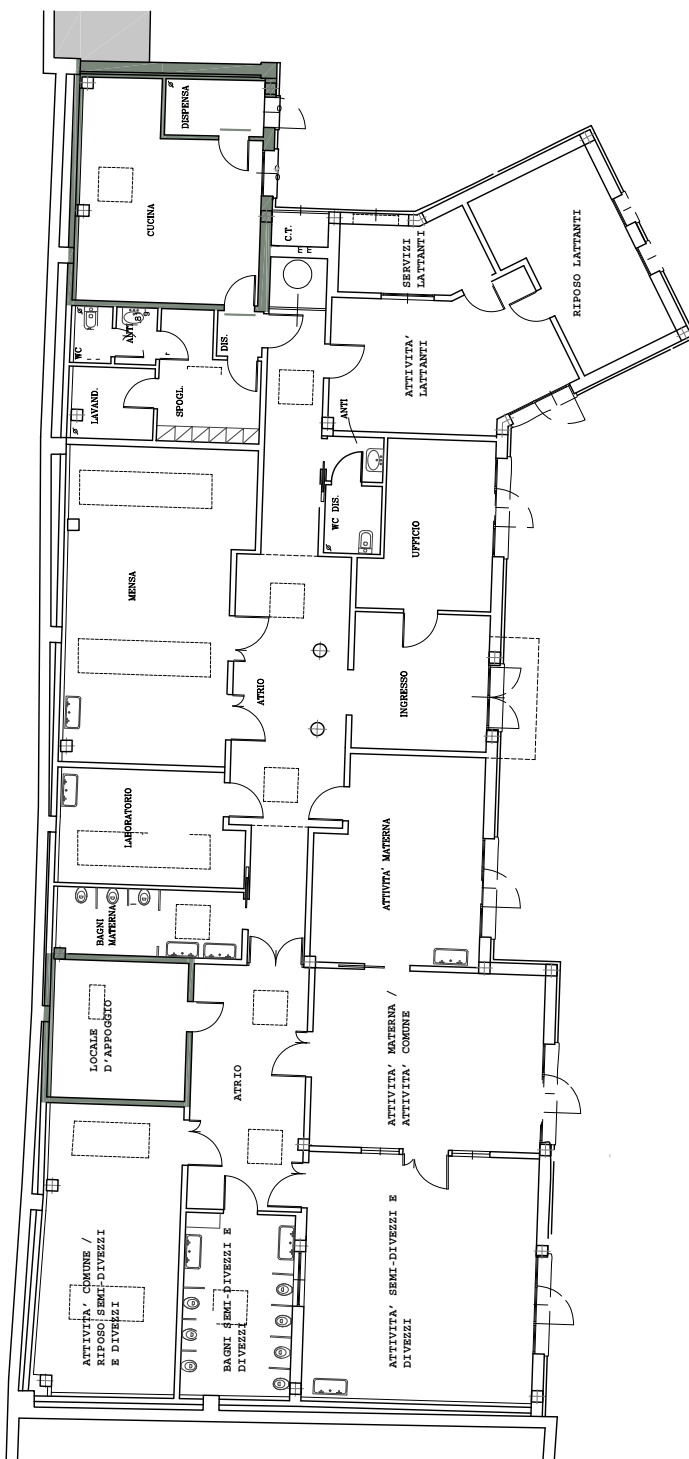 DISPENSA
CUCINA
C.T.
SERVIZI
LATTANTI
RIPOSO LATTANTI
WC
ANTI
DIS.
LAVAND.
SPOGL.
ATTIVITA'
LATTANTI
ANTI
WC DIS.
UFFICIO
MENSA
ATRIO
INGRESSO
LABORATORIO
ATTIVITA' MATERNA
BAGNI
MATERNA
LOCALE
D'APPOGGIO
ATRIO
ATTIVITA' MATERNA /
ATTIVITA' COMUNE
ATTIVITA' COMUNE /
RIPOSO SEMI-DIVEZZI
E DIVEZZI
BAGNI SEMI-DIVEZZI E
DIVEZZI
ATTIVITA' SEMI-DIVEZZI E
DIVEZZI